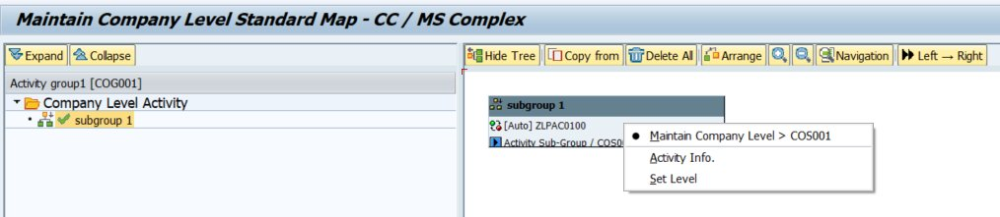 Maintain Company Level Standard Map - CC / MS Complex
Expand Collapse
Hide Tree Copy from Delete All Arrange Navigation Left → Right
Activity group1 [COG001]
Company Level Activity
subgroup 1
subgroup 1
[Auto] ZLPAC0100
Activity Sub-Group / COS0
Maintain Company Level > COS001
Activity Info.
Set Level